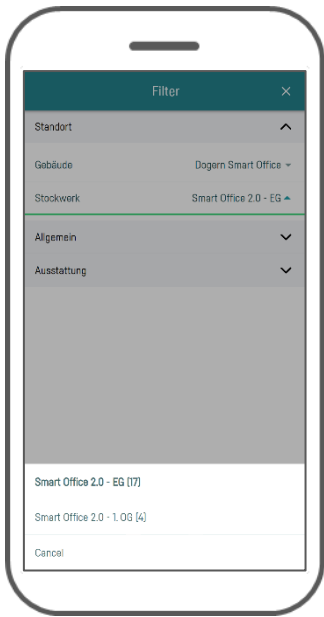 Filter
Standort
Gebäude Dogern Smart Office
Stockwerk Smart Office 2.0 - EG
Allgemein
Ausstattung
Smart Office 2.0 - EG (17)
Smart Office 2.0 - 1. OG (4)
Cancel